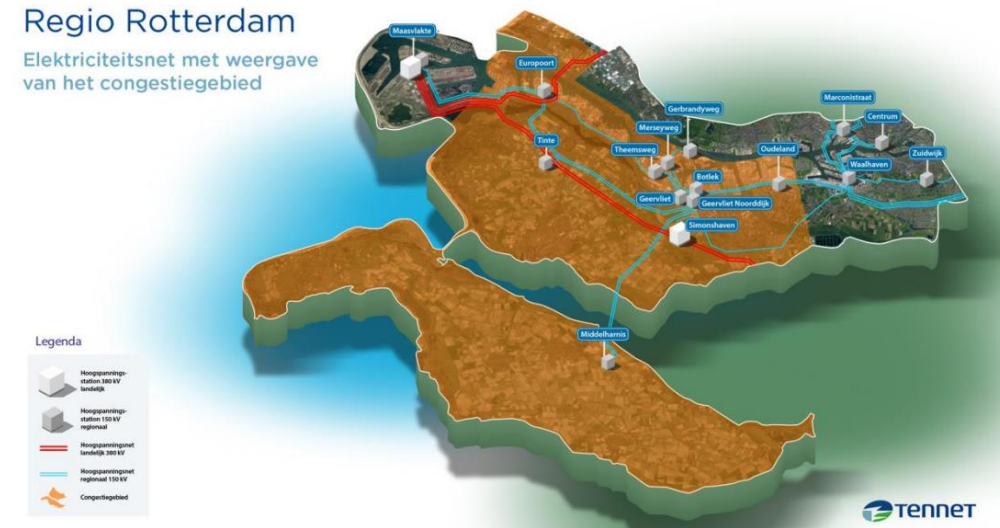 Regio Rotterdam
Elektriciteitsnet met weergave
van het congestiegebied
Maasvlakte
Europoort
Marconistraat
Gerbrandyweg
Centrum
Merseyweg
Tinte
Theemsweg
Oudeland
Zuidwijk
Waalhaven
Botlek
Geervliet
Geervliet Noorddijk
Simonshaven
Middelharnis
Legenda
Hoogspannings-
station 380 kV
landelijk
Hoogspannings-
station 150 kV
regionaal
Hoogspanningsnet
landelijk 380 kV
Hoogspanningsnet
regionaal 150 kV
Congestiegebied
TENNET